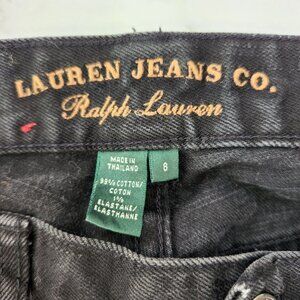 LAUREN JEANS CO.
Ralph Lauren
MADE IN
THAILAND
8
99% COTTON/
COTON
1%
ELASTANE/
ELASTHANNE